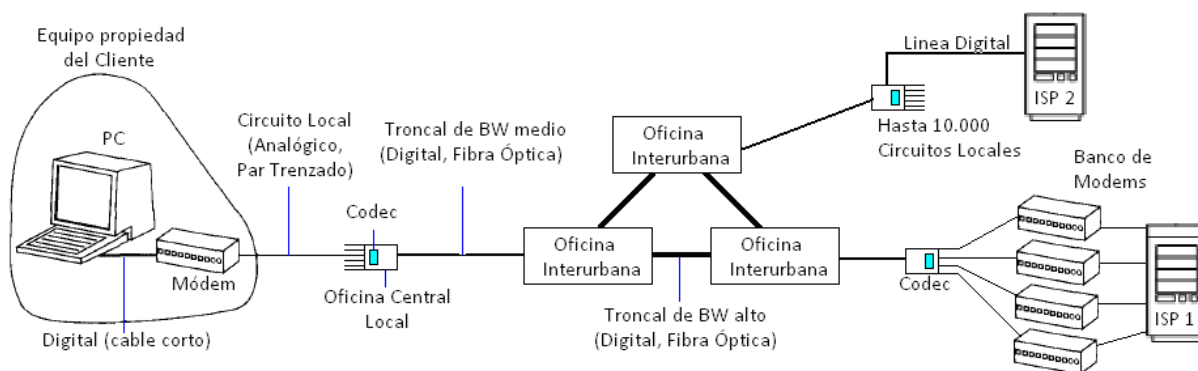 Equipo propiedad
del Cliente
PC
Módem
Digital (cable corto)
Circuito Local
(Analógico,
Par Trenzado)
Codec
Oficina Central
Local
Troncal de BW medio
(Digital, Fibra Óptica)
Oficina
Interurbana
Oficina
Interurbana
Oficina
Interurbana
Troncal de BW alto
(Digital, Fibra Óptica)
Linea Digital
ISP 2
Hasta 10.000
Circuitos Locales
Codec
Banco de
Modems
ISP 1